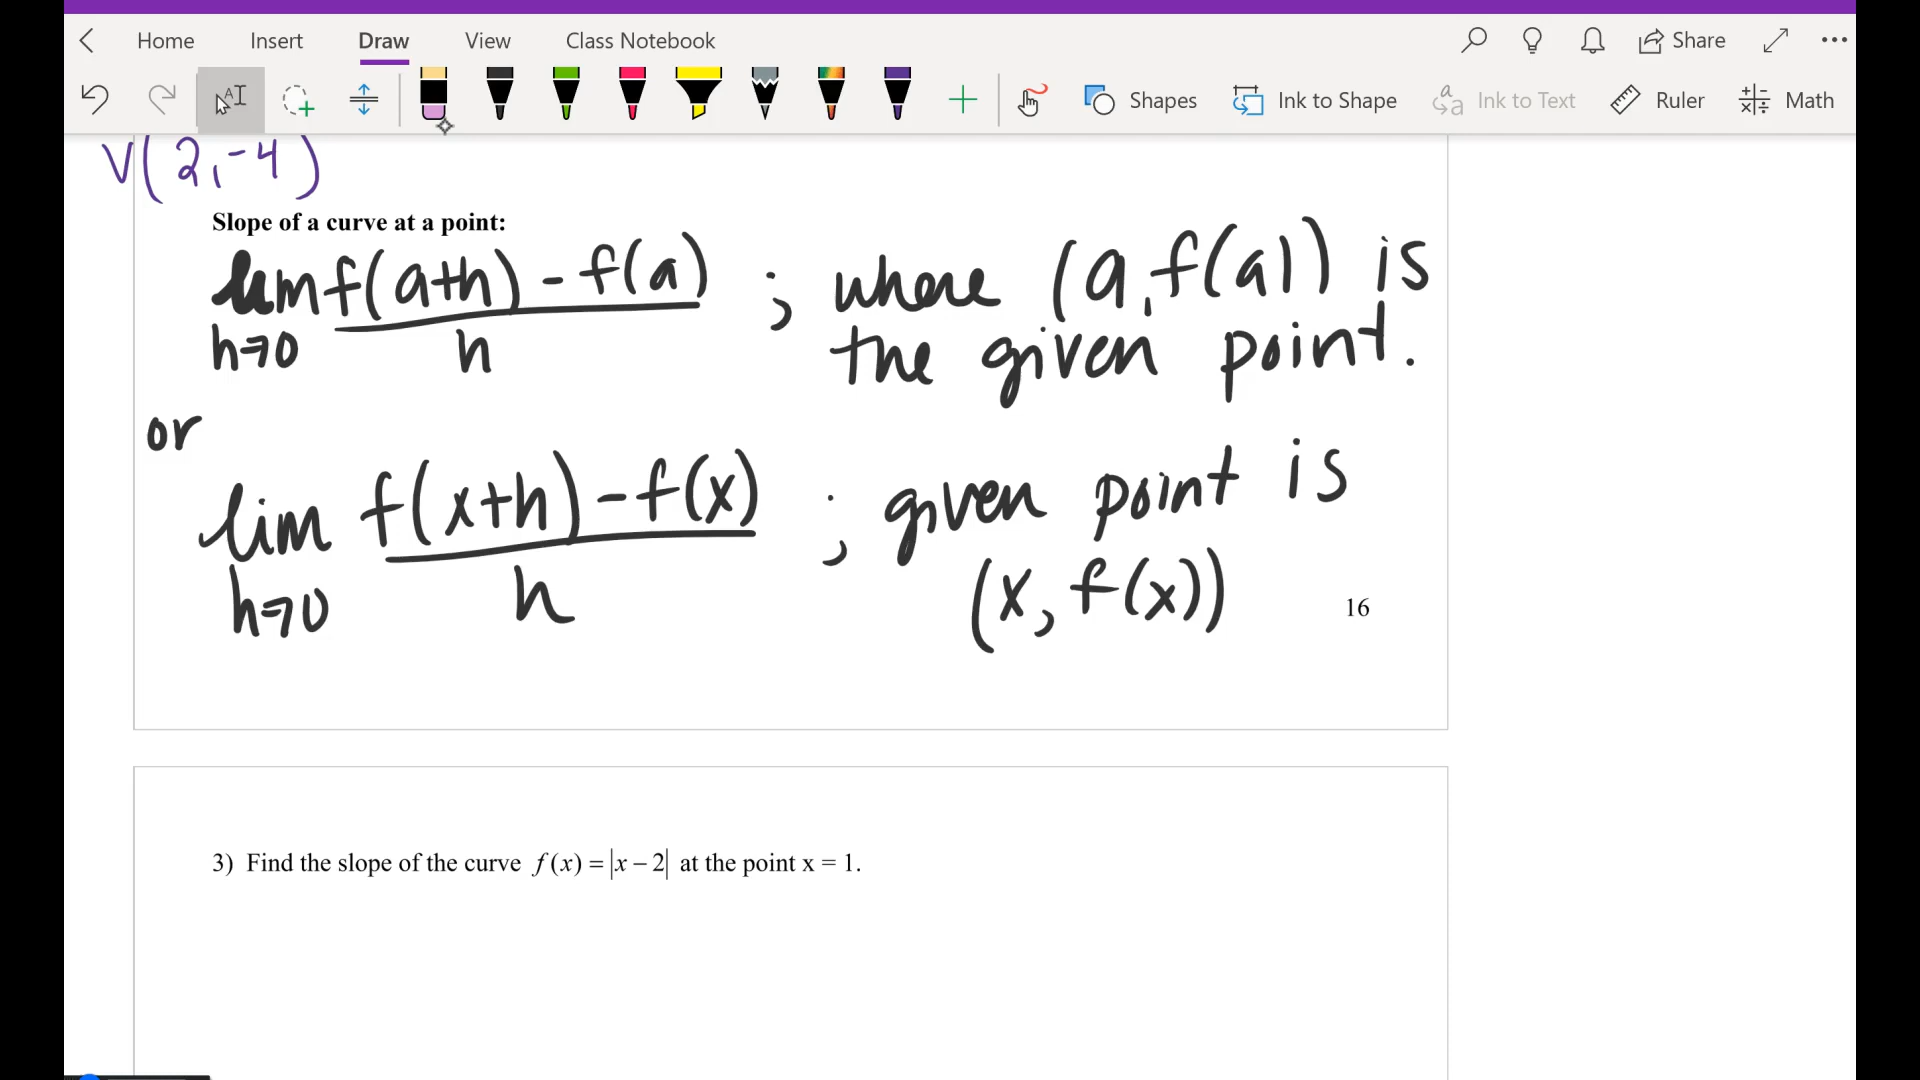 Home Insert Draw View Class Notebook Share
Shapes Ink to Shape Ink to Text Ruler Math
V(2,-4)
Slope of a curve at a point:
lim f(a+h) - f(a) ; where (a, f(a)) is
h→0 h the given point.
or
lim f(x+h) - f(x) ; given point is
h→0 h (x, f(x))
16
3) Find the slope of the curve f(x) = |x − 2| at the point x = 1.